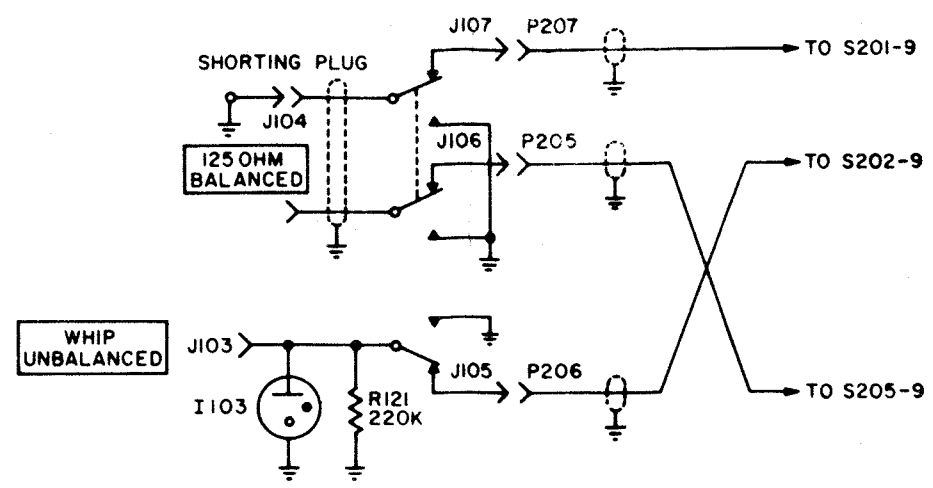 J107 P207
TO S201-9
SHORTING PLUG
J104
125 OHM
BALANCED
J106 P205
TO S202-9
WHIP
UNBALANCED
J103
J105 P206
TO S205-9
I103
R121
220K